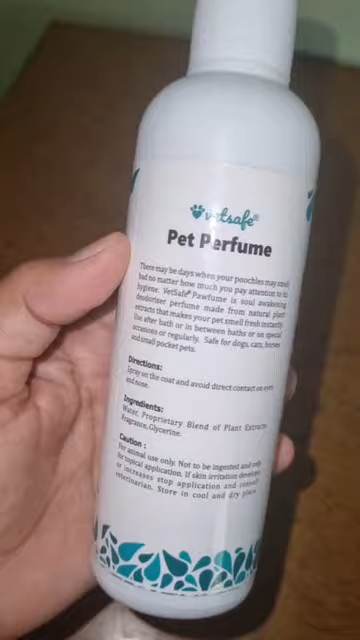 vetsafe®
Pet Perfume
There may be days when your poochies may smell
bad no matter how much you pay attention to its
hygiene. VetSafe® Pawfume is soul awakening
deodoriser perfume made from natural plant
extracts that makes your pet smell fresh instantly.
Use after bath or in between baths or on special
occasions or regularly. Safe for dogs, cats, horses
and small pocket pets.
Directions:
Spray on the coat and avoid direct contact on eyes
and nose.
Ingredients:
Water, Proprietary Blend of Plant Extracts,
Fragrance, Glycerine.
Caution :
For animal use only. Not to be ingested and only
for topical application. If skin irritation develops
or increases stop application and consult
veterinarian. Store in cool and dry place.